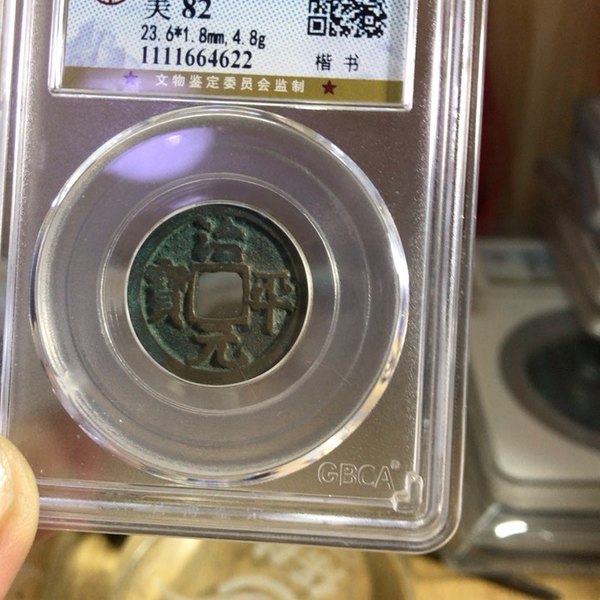 美 82
23.6*1.8mm, 4.8g
1111664622
楷书
文物鉴定委员会监制
治平元寳
GBCA